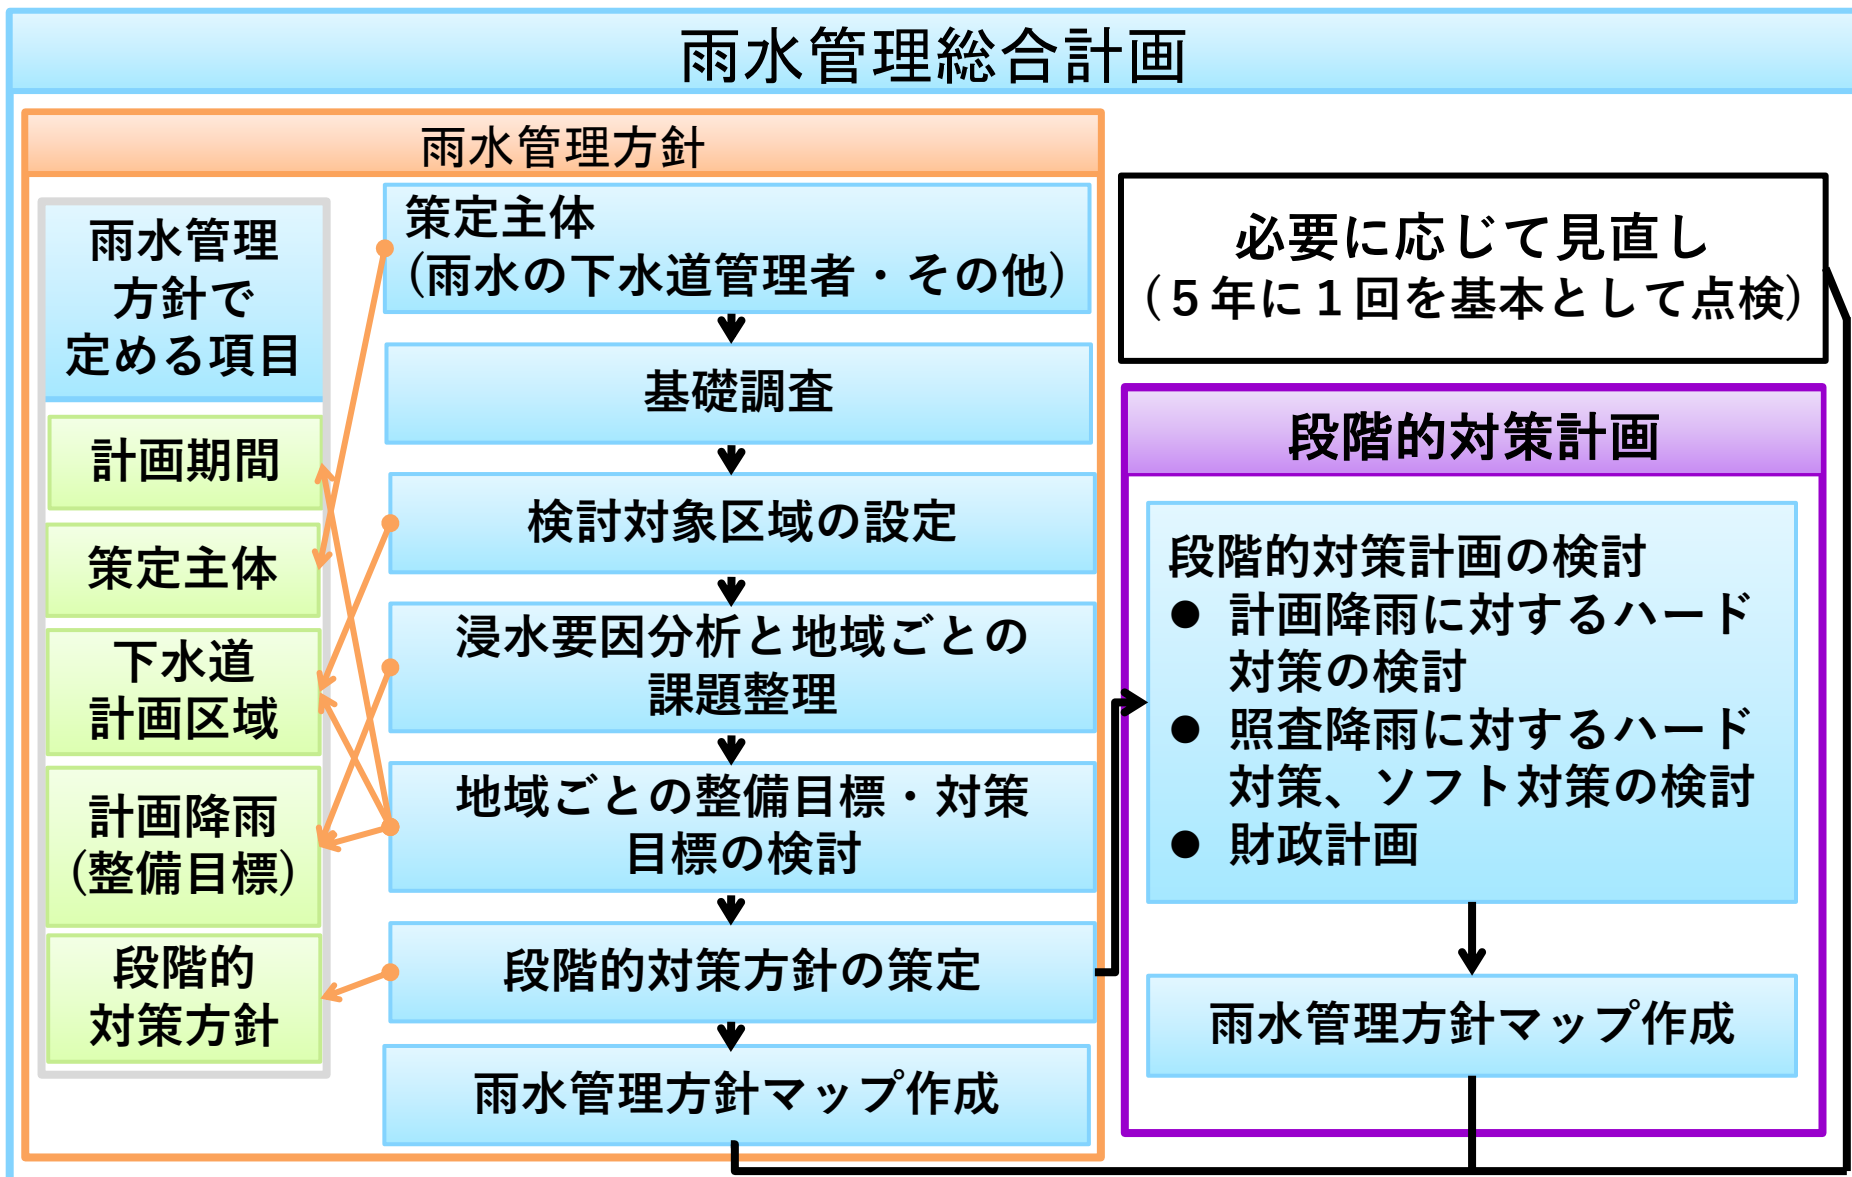 雨水管理総合計画
雨水管理方針
雨水管理
方針で
定める項目
計画期間
策定主体
下水道
計画区域
計画降雨
(整備目標)
段階的
対策方針
策定主体
(雨水の下水道管理者・その他)
基礎調査
検討対象区域の設定
浸水要因分析と地域ごとの
課題整理
地域ごとの整備目標・対策
目標の検討
段階的対策方針の策定
雨水管理方針マップ作成
必要に応じて見直し
(５年に１回を基本として点検)
段階的対策計画
段階的対策計画の検討
● 計画降雨に対するハード
対策の検討
● 照査降雨に対するハード
対策、ソフト対策の検討
● 財政計画
雨水管理方針マップ作成